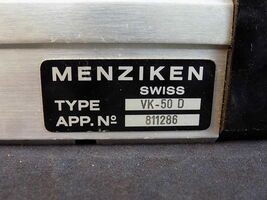 MENZIKEN
SWISS
TYPE VK-50 D
APP. Nº 811286